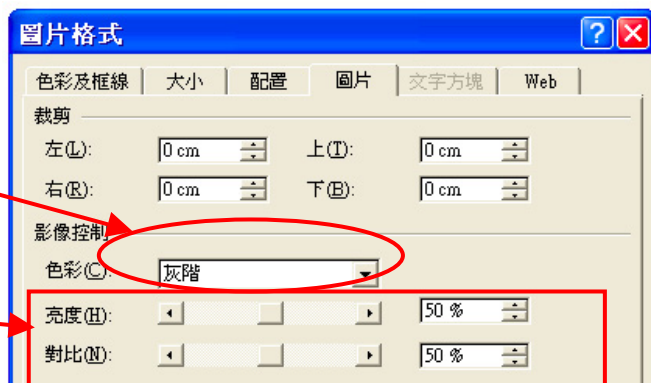 圖片格式
色彩及框線 大小 配置 圖片 文字方塊 Web
裁剪
左(L): 0 cm 上(T): 0 cm
右(R): 0 cm 下(B): 0 cm
影像控制
色彩(C): 灰階
亮度(H): 50 %
對比(N): 50 %